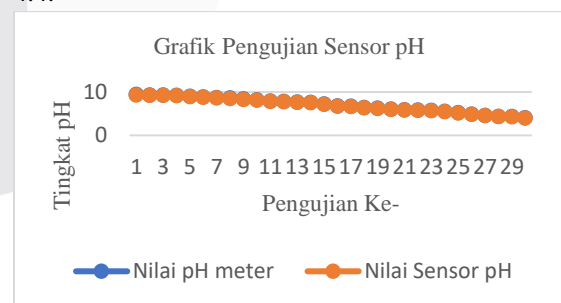 Grafik Pengujian Sensor pH
Tingkat pH
10
0
1 3 5 7 9 11 13 15 17 19 21 23 25 27 29
Pengujian Ke-
Nilai pH meter Nilai Sensor pH